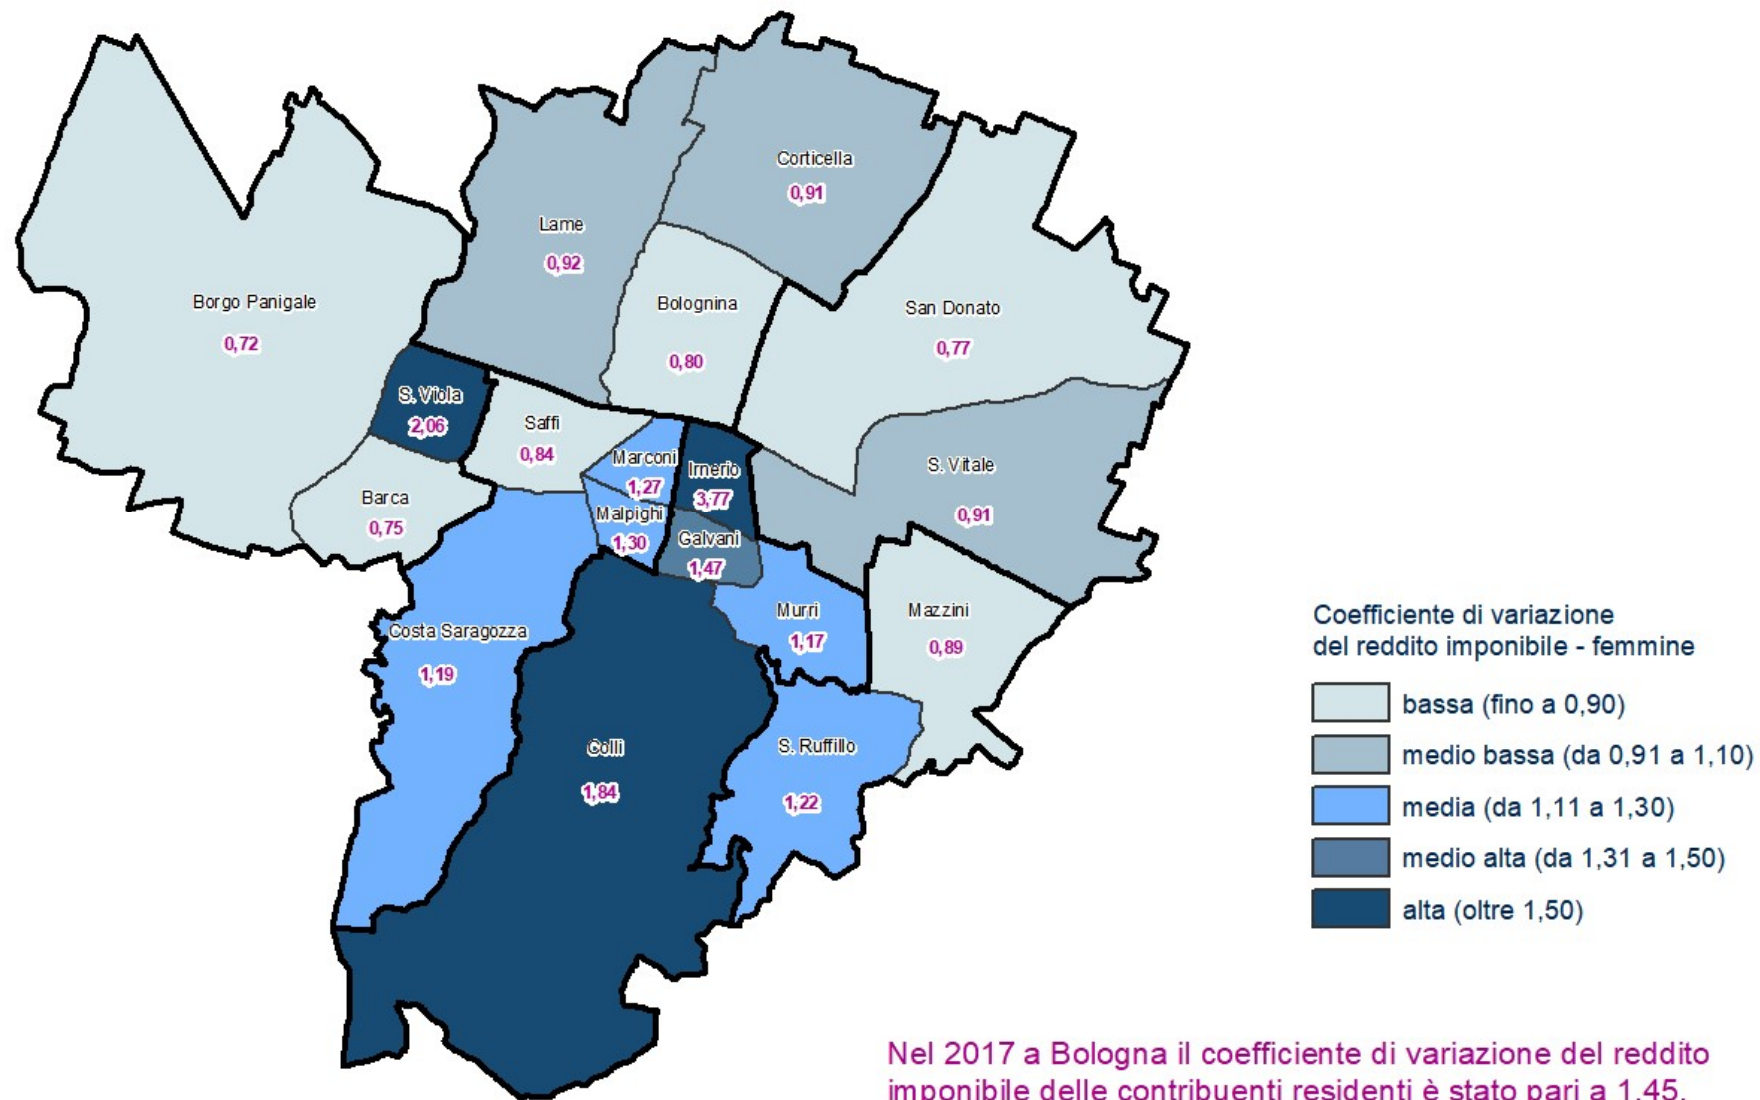 Corticella
0,91
Lame
0,92
Borgo Panigale
0,72
Bolognina
0,80
San Donato
0,77
S. Viola
2,06
Saffi
0,84
Marconi
1,27
Irnerio
3,77
S. Vitale
0,91
Barca
0,75
Malpighi
1,30
Galvani
1,47
Murri
1,17
Mazzini
0,89
Costa Saragozza
1,19
Colli
1,84
S. Ruffillo
1,22
Coefficiente di variazione
del reddito imponibile - femmine
bassa (fino a 0,90)
medio bassa (da 0,91 a 1,10)
media (da 1,11 a 1,30)
medio alta (da 1,31 a 1,50)
alta (oltre 1,50)
Nel 2017 a Bologna il coefficiente di variazione del reddito
imponibile delle contribuenti residenti è stato pari a 1,45.